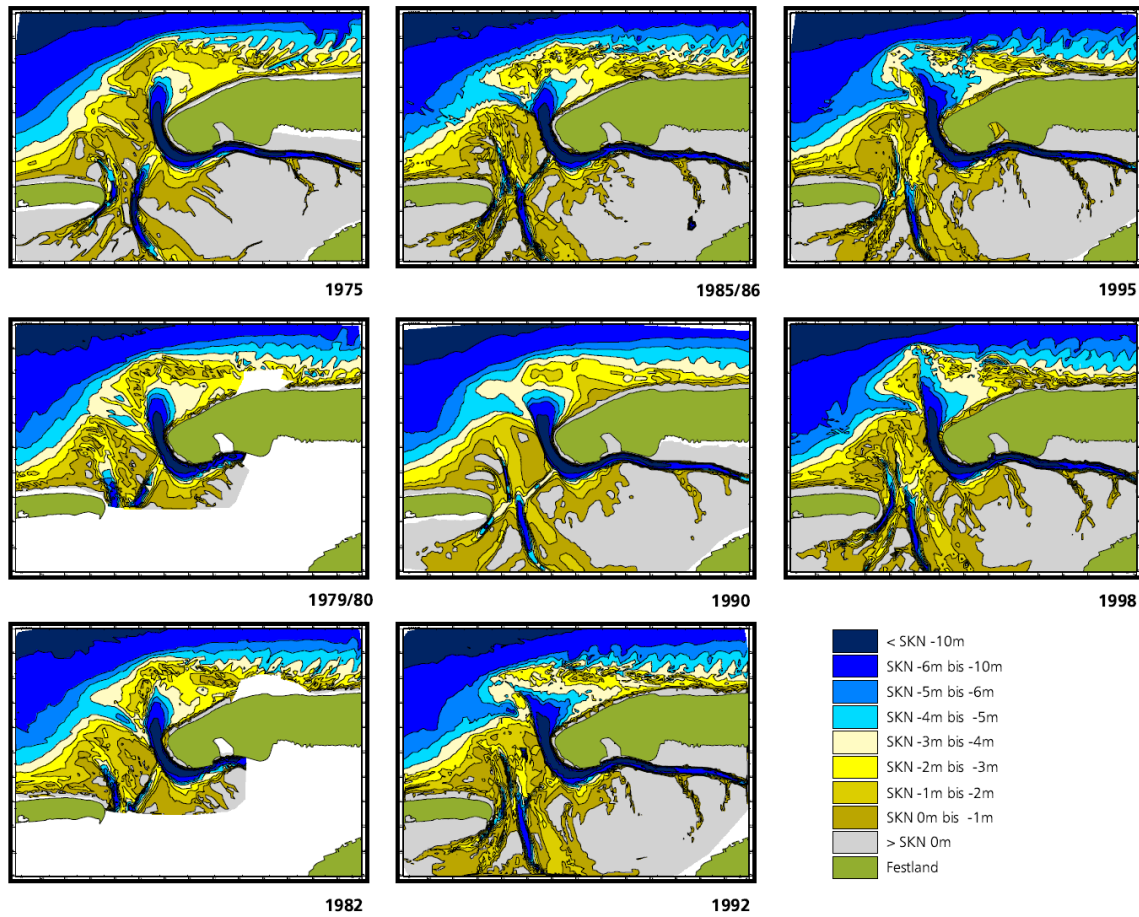 1975
1985/86
1995
1979/80
1990
1998
1982
1992
< SKN -10m
SKN -6m bis -10m
SKN -5m bis -6m
SKN -4m bis -5m
SKN -3m bis -4m
SKN -2m bis -3m
SKN -1m bis -2m
SKN 0m bis -1m
> SKN 0m
Festland